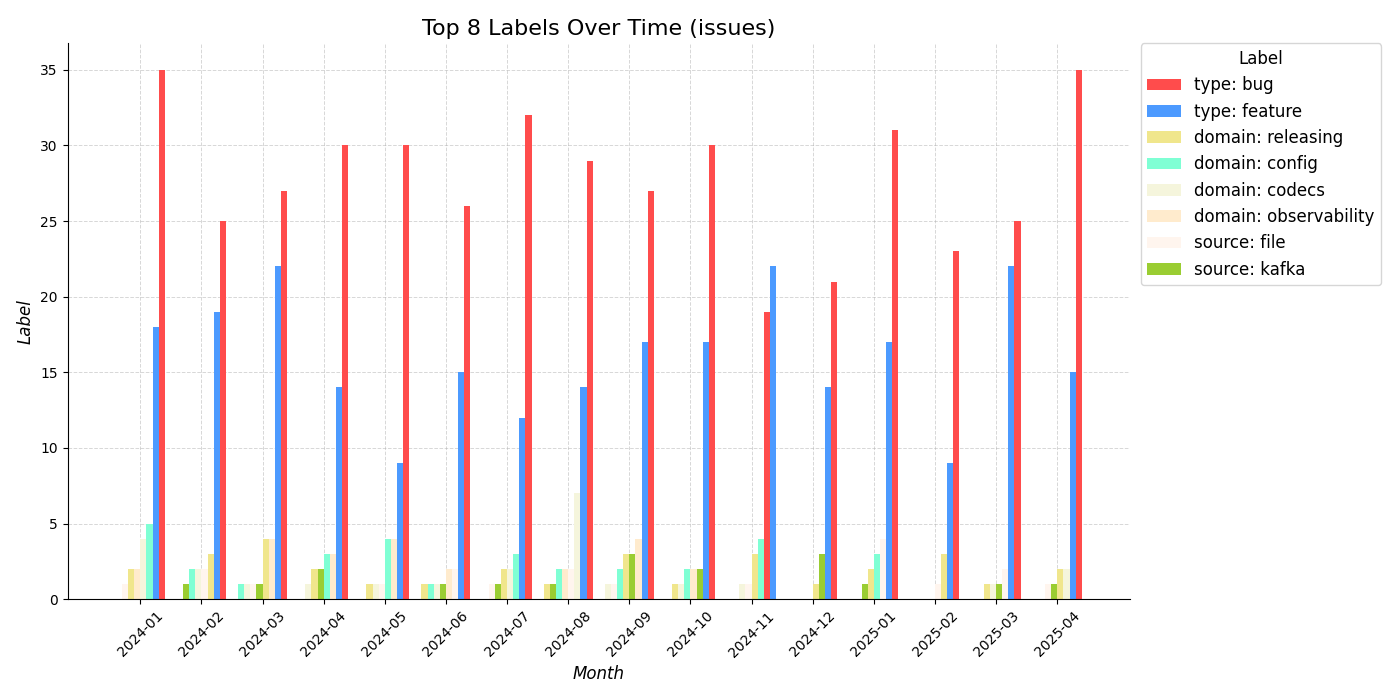 Top 8 Labels Over Time (issues)
Label
type: bug
type: feature
domain: releasing
domain: config
domain: codecs
domain: observability
source: file
source: kafka
Label
35
30
25
20
15
10
5
0
2024-01
2024-02
2024-03
2024-04
2024-05
2024-06
2024-07
2024-08
2024-09
2024-10
2024-11
2024-12
2025-01
2025-02
2025-03
2025-04
Month